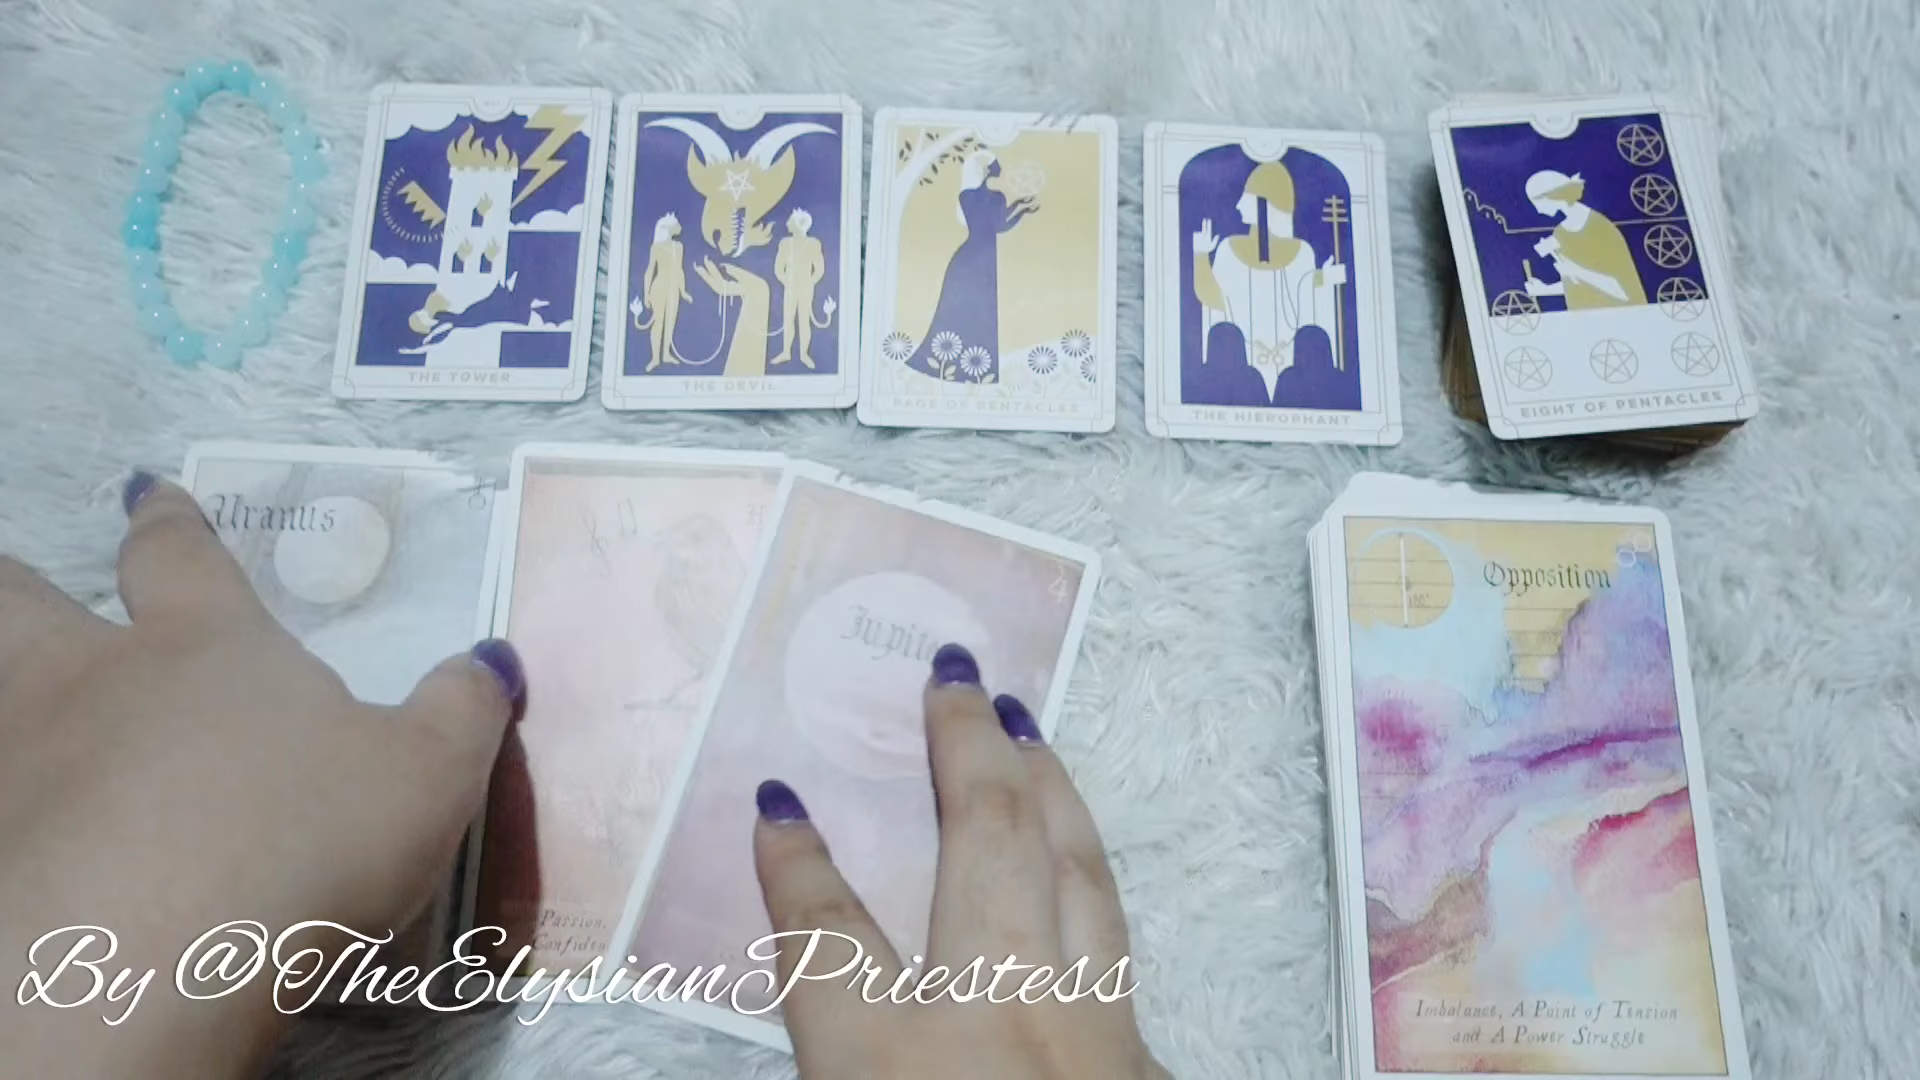 THE TOWER
THE DEVIL
PAGE OF PENTACLES
THE HIEROPHANT
EIGHT OF PENTACLES
Uranus
Opposition
Imbalance, A Point of Tension
and A Power Struggle
Passion,
By @TheElysianPriestess